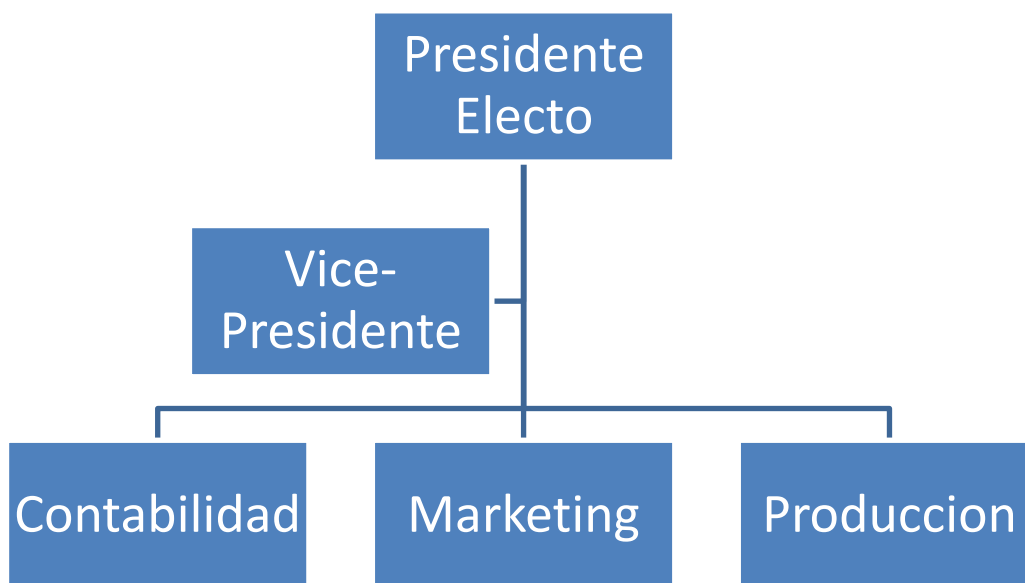 Presidente
Electo
Vice-
Presidente
Contabilidad
Marketing
Produccion